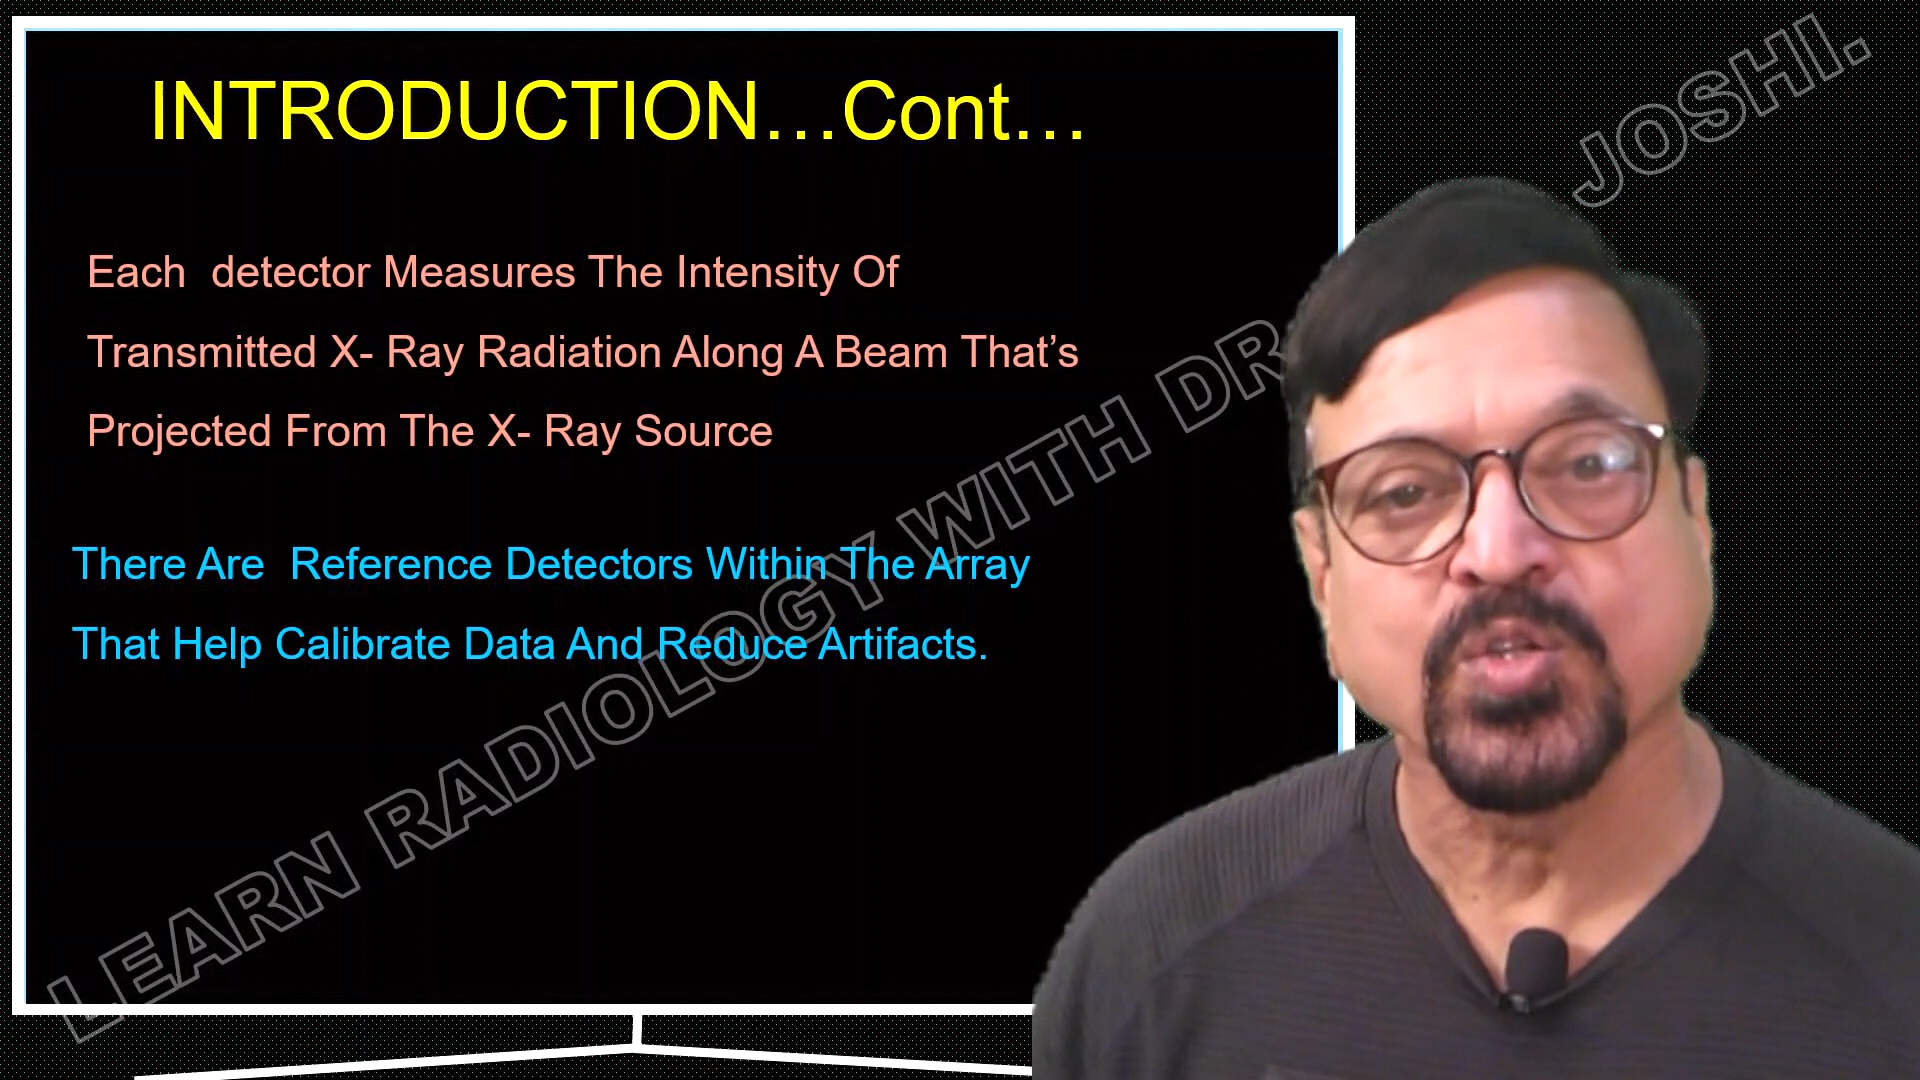 INTRODUCTION…Cont…
Each  detector Measures The Intensity Of
Transmitted X- Ray Radiation Along A Beam That’s
Projected From The X- Ray Source
There Are  Reference Detectors Within The Array
That Help Calibrate Data And Reduce Artifacts.
LEARN RADIOLOGY WITH DR JOSHI.